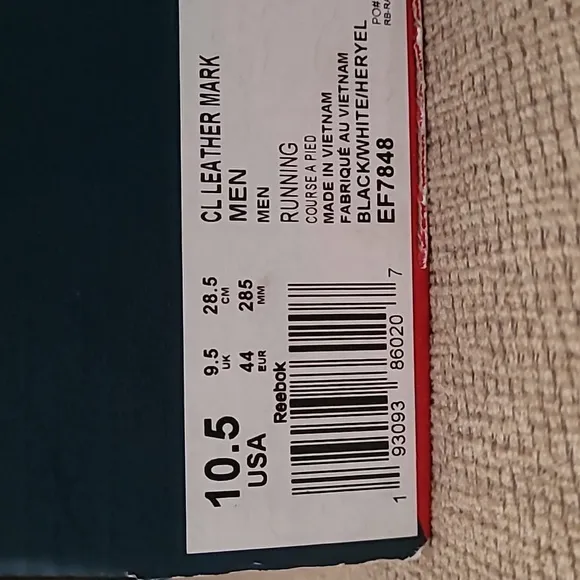 CL LEATHER MARK
MEN
MEN
RUNNING
COURSE A PIED
MADE IN VIETNAM
FABRIQUÉ AU VIETNAM
BLACK/WHITE/HERYEL
EF7848
PO#
10.5
USA
9.5
UK
28.5
CM
44
EUR
285
MM
Reebok
1 93093 86020 7